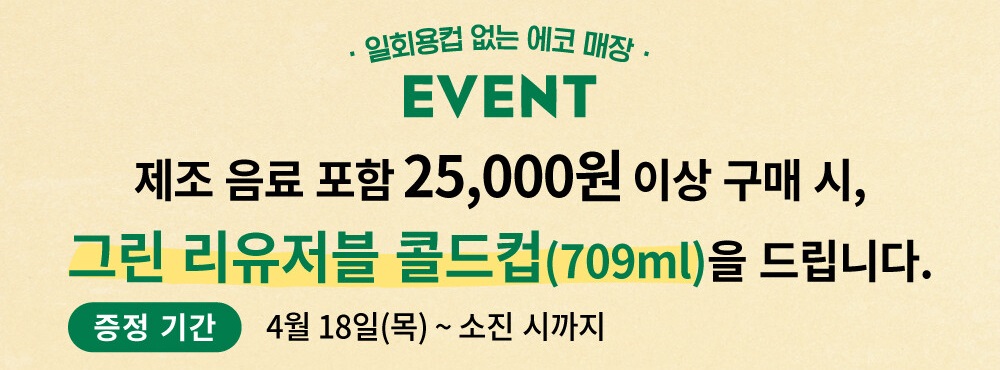 · 일회용컵 없는 에코 매장 ·
EVENT
제조 음료 포함 25,000원 이상 구매 시,
그린 리유저블 콜드컵(709ml)을 드립니다.
증정 기간 4월 18일(목) ~ 소진 시까지